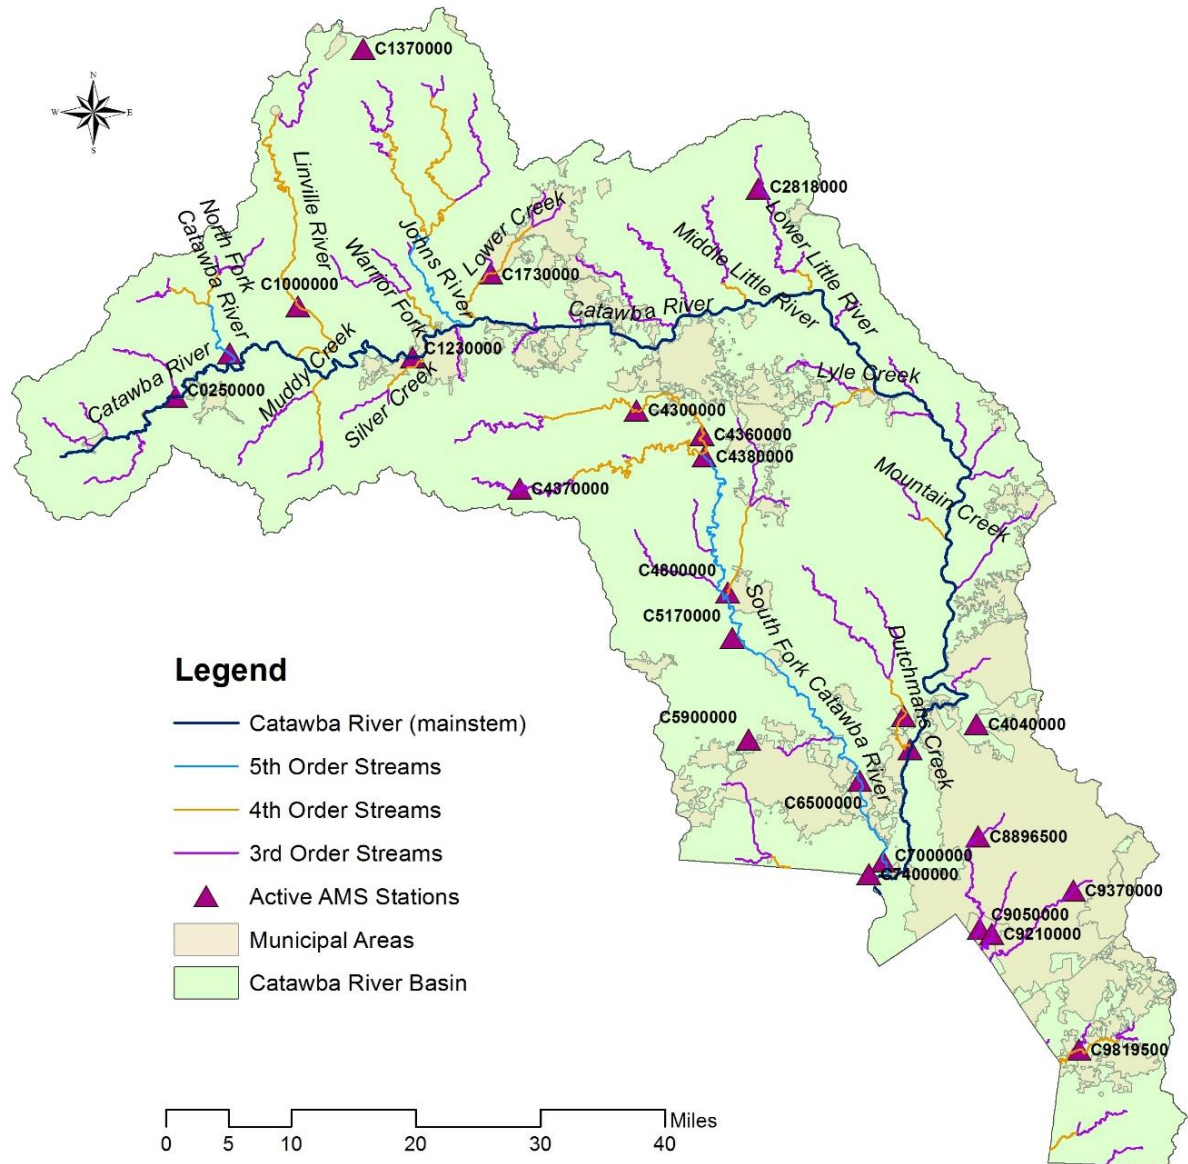 C1370000
N
W
E
S
C2818000
Linville River
North Fork
Catawba River
Johns River
Lower Creek
Lower Little River
Middle Little River
Warrior Fork
C1730000
C1000000
Catawba River
C1230000
Catawba River
Muddy Creek
Silver Creek
Lyle Creek
C0250000
C4300000
C4360000
C4380000
C4370000
Mountain Creek
C4800000
C5170000
South Fork Catawba River
Dutchmans Creek
Legend
Catawba River (mainstem)
5th Order Streams
4th Order Streams
3rd Order Streams
Active AMS Stations
Municipal Areas
Catawba River Basin
C5900000
C4040000
C6500000
C8896500
C7000000
C7400000
C9370000
C9050000
C9210000
C9819500
Miles
0 5 10 20 30 40